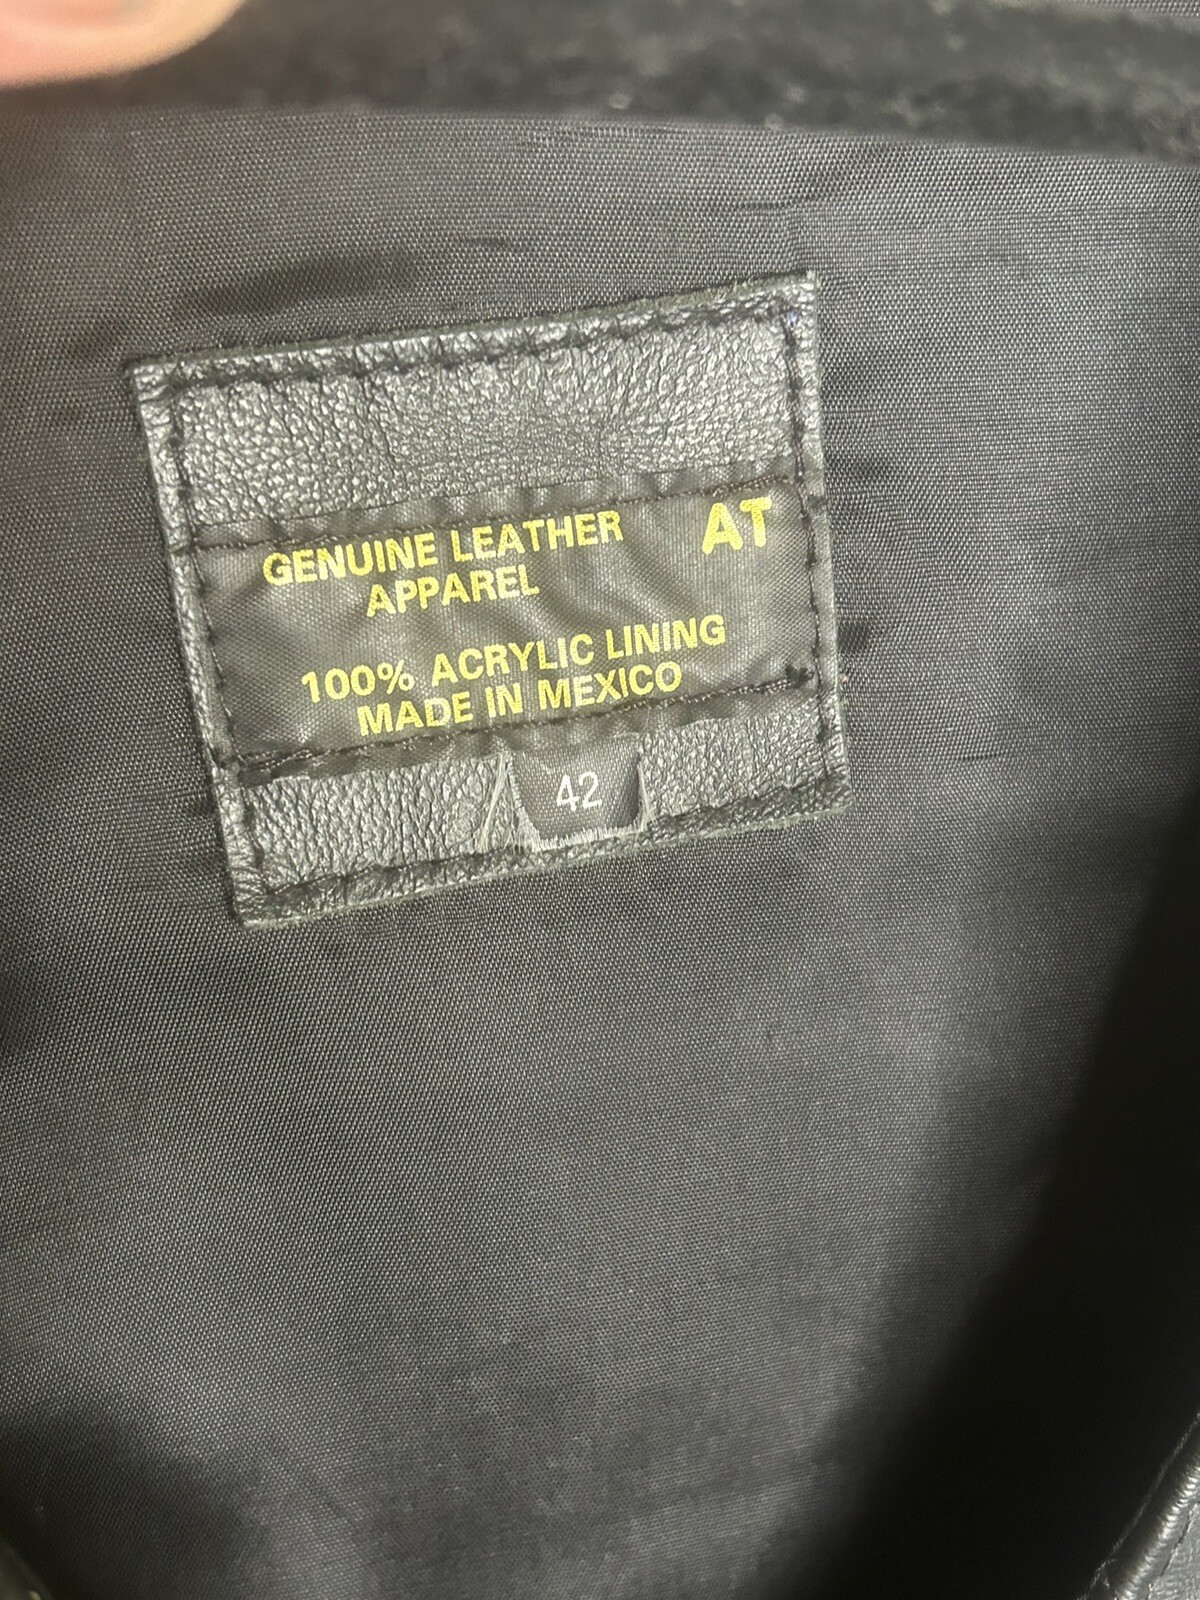 GENUINE LEATHER AT
APPAREL
100% ACRYLIC LINING
MADE IN MEXICO
42